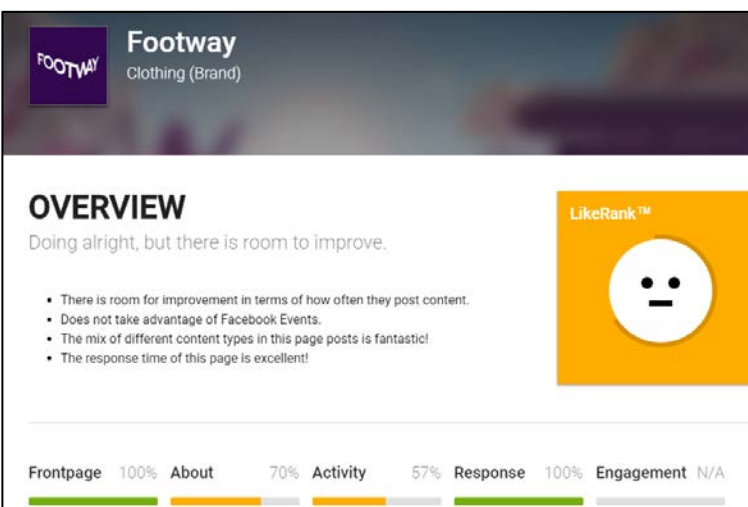 FOOTWAY
Footway
Clothing (Brand)
OVERVIEW
Doing alright, but there is room to improve.
LikeRank™
• There is room for improvement in terms of how often they post content.
• Does not take advantage of Facebook Events.
• The mix of different content types in this page posts is fantastic!
• The response time of this page is excellent!
Frontpage 100% About 70% Activity 57% Response 100% Engagement N/A